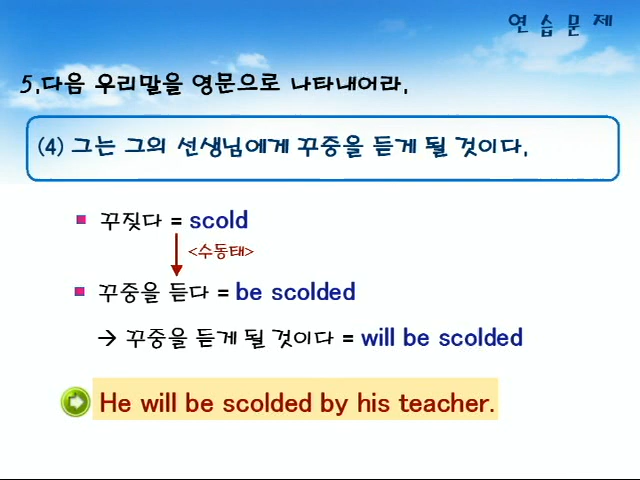 연 습 문 제
5. 다음 우리말을 영문으로 나타내어라.
(4) 그는 그의 선생님에게 꾸중을 듣게 될 것이다.
꾸짖다 = scold
<수동태>
꾸중을 듣다 = be scolded
→ 꾸중을 듣게 될 것이다 = will be scolded
He will be scolded by his teacher.